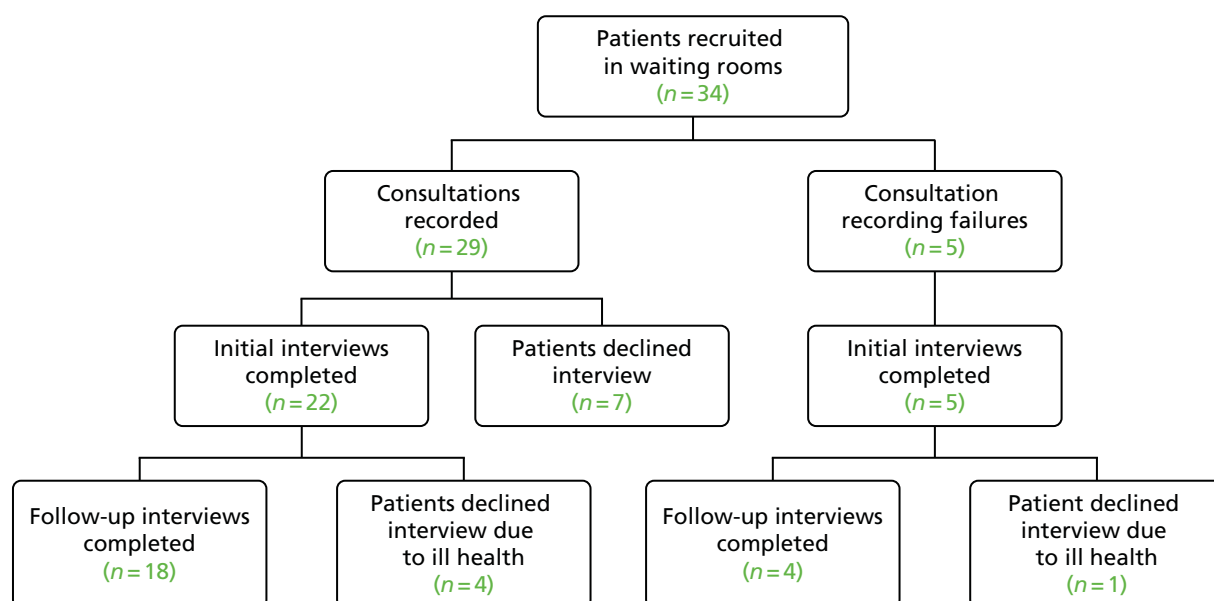 Patients recruited
in waiting rooms
(n=34)
Consultations
recorded
(n=29)
Consultation
recording failures
(n=5)
Initial interviews
completed
(n=22)
Patients declined
interview
(n=7)
Initial interviews
completed
(n=5)
Follow-up interviews
completed
(n=18)
Patients declined
interview due
to ill health
(n=4)
Follow-up interviews
completed
(n=4)
Patient declined
interview due
to ill health
(n=1)